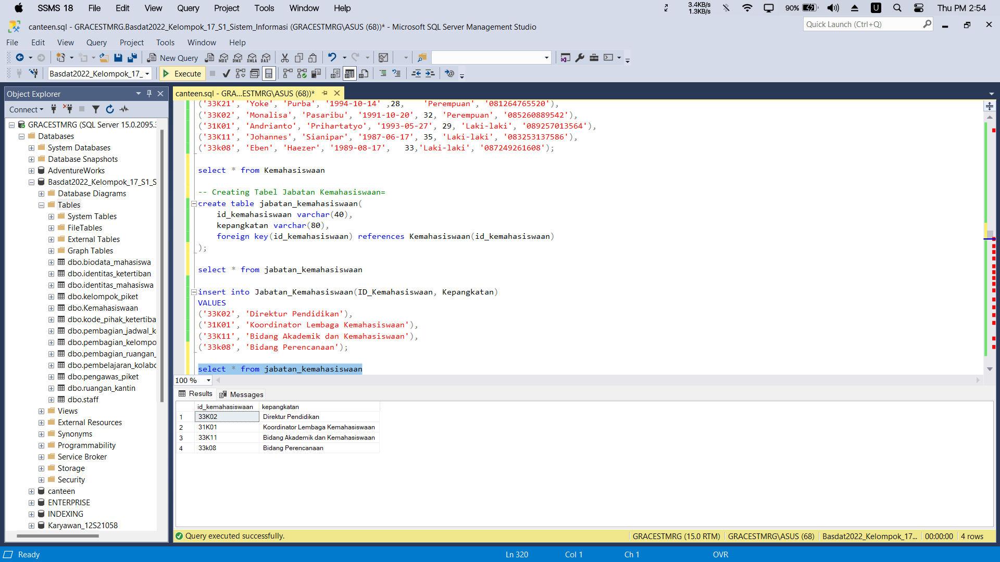 SSMS 18 File Edit View Query Project Tools Window Help
3.4KB/s
1.3KB/s
90%
U
Thu PM 2:54
canteen.sql - GRACESTMRG.Basdat2022_Kelompok_17_S1_Sistem_Informasi (GRACESTMRG\ASUS (68))* - Microsoft SQL Server Management Studio
Quick Launch (Ctrl+Q)
File Edit View Query Project Tools Window Help
New Query
MDX DMX XMLA DAX
Basdat2022_Kelompok_17_
Execute
Object Explorer
Connect
GRACESTMRG (SQL Server 15.0.2095.3
Databases
System Databases
Database Snapshots
AdventureWorks
Basdat2022_Kelompok_17_S1_S
Database Diagrams
Tables
System Tables
FileTables
External Tables
Graph Tables
dbo.biodata_mahasiswa
dbo.identitas_ketertiban
dbo.identitas_mahasiswa
dbo.kelompok_piket
dbo.Kemahasiswaan
dbo.kode_pihak_ketertiba
dbo.pembagian_jadwal_k
dbo.pembagian_kelompo
dbo.pembagian_ruangan_
dbo.pembelajaran_kolabo
dbo.pengawas_piket
dbo.ruangan_kantin
dbo.staff
Views
External Resources
Synonyms
Programmability
Service Broker
Storage
Security
canteen
ENTERPRISE
INDEXING
Karyawan_12S21058
canteen.sql - GRA...ESTMRG\ASUS (68))*
('33K21', 'Yoke', 'Purba', '1994-10-14' ,28, 'Perempuan', '081264765520'),
('33K02', 'Monalisa', 'Pasaribu', '1991-10-20', 32, 'Perempuan', '085260889542'),
('31K01', 'Andrianto', 'Prihartatyo', '1993-05-27', 29, 'Laki-laki', '089257013564'),
('33K11', 'Johannes', 'Sianipar', '1987-06-17', 35, 'Laki-laki', '083253137586'),
('33k08', 'Eben', 'Haezer', '1989-08-17', 33,'Laki-laki', '087249261608');
select * from Kemahasiswaan
-- Creating Tabel Jabatan Kemahasiswaan=
create table jabatan_kemahasiswaan(
id_kemahasiswaan varchar(40),
kepangkatan varchar(80),
foreign key(id_kemahasiswaan) references Kemahasiswaan(id_kemahasiswaan)
);
select * from jabatan_kemahasiswaan
insert into Jabatan_Kemahasiswaan(ID_Kemahasiswaan, Kepangkatan)
VALUES
('33K02', 'Direktur Pendidikan'),
('31K01', 'Koordinator Lembaga Kemahasiswaan'),
('33K11', 'Bidang Akademik dan Kemahasiswaan'),
('33k08', 'Bidang Perencanaan');
select * from jabatan_kemahasiswaan
100 %
Results Messages
id_kemahasiswaan kepangkatan
1 33K02 Direktur Pendidikan
2 31K01 Koordinator Lembaga Kemahasiswaan
3 33K11 Bidang Akademik dan Kemahasiswaan
4 33k08 Bidang Perencanaan
Query executed successfully.
GRACESTMRG (15.0 RTM) GRACESTMRG\ASUS (68) Basdat2022_Kelompok_17... 00:00:00 4 rows
Ready Ln 320 Col 1 Ch 1 OVR